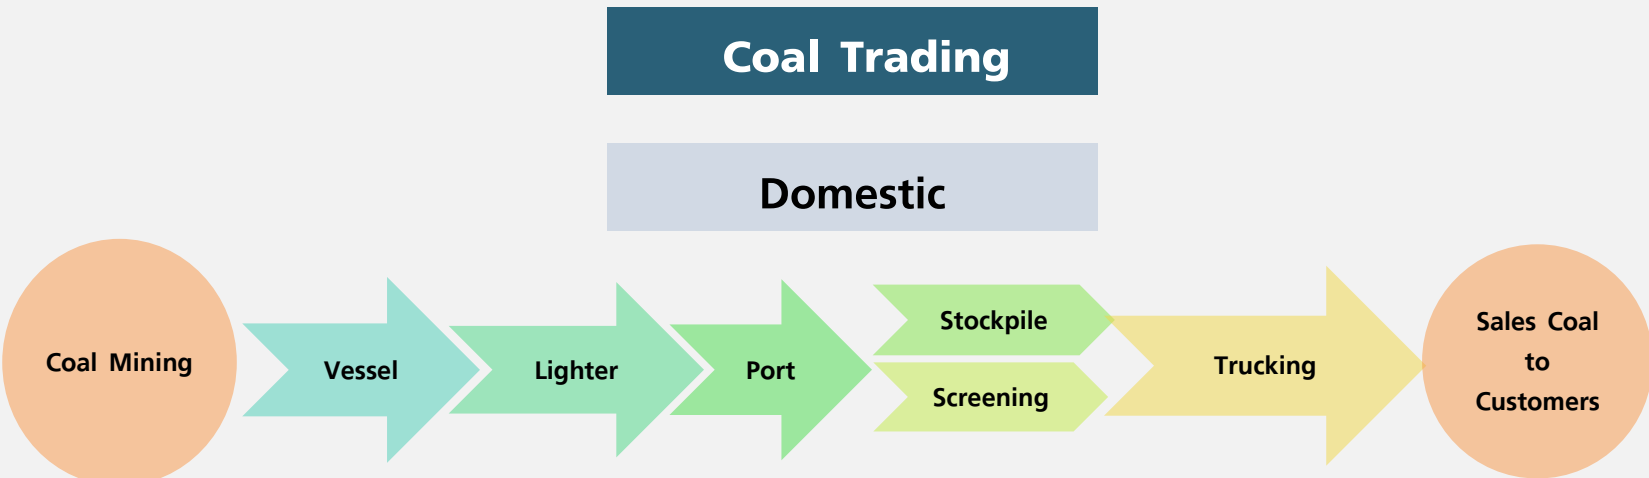 Coal Trading
Domestic
Coal Mining
Vessel
Lighter
Port
Stockpile
Screening
Trucking
Sales Coal
to
Customers